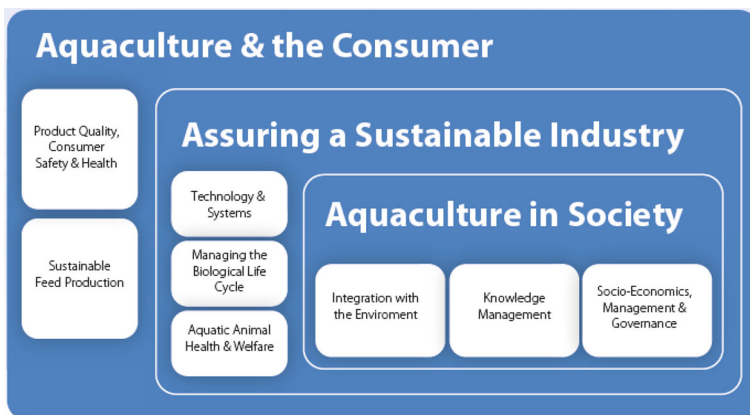 Aquaculture & the Consumer
Product Quality,
Consumer
Safety & Health
Sustainable
Feed Production
Assuring a Sustainable Industry
Technology &
Systems
Managing the
Biological Life
Cycle
Aquatic Animal
Health & Welfare
Aquaculture in Society
Integration with
the Enviroment
Knowledge
Management
Socio-Economics,
Management &
Governance